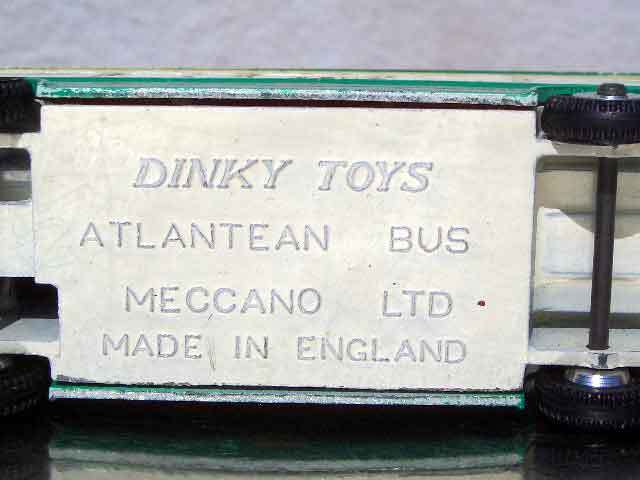 DINKY TOYS
ATLANTEAN BUS
MECCANO LTD
MADE IN ENGLAND